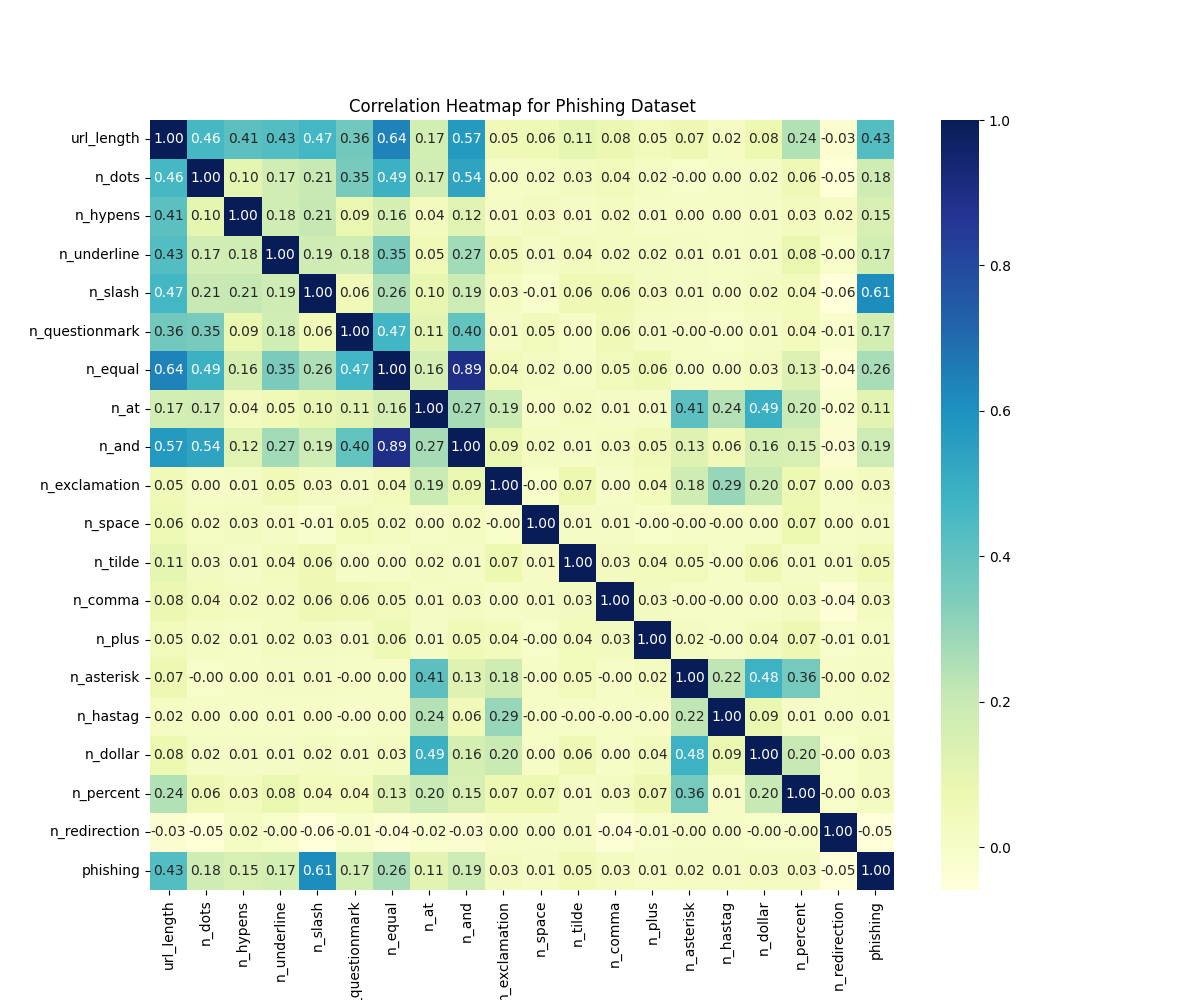 Correlation Heatmap for Phishing Dataset
url_length 1.00 0.46 0.41 0.43 0.47 0.36 0.64 0.17 0.57 0.05 0.06 0.11 0.08 0.05 0.07 0.02 0.08 0.24 -0.03 0.43
n_dots 0.46 1.00 0.10 0.17 0.21 0.35 0.49 0.17 0.54 0.00 0.02 0.03 0.04 0.02 -0.00 0.00 0.02 0.06 -0.05 0.18
n_hypens 0.41 0.10 1.00 0.18 0.21 0.09 0.16 0.04 0.12 0.01 0.03 0.01 0.02 0.01 0.00 0.00 0.01 0.03 0.02 0.15
n_underline 0.43 0.17 0.18 1.00 0.19 0.18 0.35 0.05 0.27 0.05 0.01 0.04 0.02 0.02 0.01 0.01 0.01 0.08 -0.00 0.17
n_slash 0.47 0.21 0.21 0.19 1.00 0.06 0.26 0.10 0.19 0.03 -0.01 0.06 0.06 0.03 0.01 0.00 0.02 0.04 -0.06 0.61
n_questionmark 0.36 0.35 0.09 0.18 0.06 1.00 0.47 0.11 0.40 0.01 0.05 0.00 0.06 0.01 -0.00 -0.00 0.01 0.04 -0.01 0.17
n_equal 0.64 0.49 0.16 0.35 0.26 0.47 1.00 0.16 0.89 0.04 0.02 0.01 0.05 0.06 0.00 0.00 0.03 0.13 -0.04 0.26
n_at 0.17 0.17 0.04 0.05 0.10 0.11 0.16 1.00 0.27 0.19 0.00 0.02 0.01 0.01 0.41 0.24 0.49 0.20 -0.02 0.11
n_and 0.57 0.54 0.12 0.27 0.19 0.40 0.89 0.27 1.00 0.09 0.02 0.01 0.03 0.05 0.13 0.06 0.16 0.15 -0.03 0.19
n_exclamation 0.05 0.00 0.01 0.05 0.03 0.01 0.04 0.19 0.09 1.00 -0.00 0.07 0.00 0.04 0.18 0.29 0.20 0.07 0.00 0.03
n_space 0.06 0.02 0.03 0.01 -0.01 0.05 0.02 0.00 0.02 -0.00 1.00 0.01 0.01 -0.00 -0.00 -0.00 0.00 0.07 0.00 0.01
n_tilde 0.11 0.03 0.01 0.04 0.06 0.00 0.00 0.02 0.01 0.07 0.01 1.00 0.03 0.04 0.05 -0.00 0.06 0.01 0.01 0.05
n_comma 0.08 0.04 0.02 0.02 0.06 0.06 0.05 0.01 0.03 0.00 0.01 0.03 1.00 0.03 -0.00 -0.00 0.00 0.03 -0.04 0.03
n_plus 0.05 0.02 0.01 0.02 0.03 0.01 0.06 0.01 0.05 0.04 -0.00 0.04 0.03 1.00 0.02 -0.00 0.04 0.07 -0.01 0.01
n_asterisk 0.07 -0.00 0.00 0.01 0.01 -0.00 0.00 0.41 0.13 0.18 -0.00 0.05 -0.00 0.02 1.00 0.22 0.48 0.36 -0.00 0.02
n_hastag 0.02 0.00 0.00 0.01 0.00 -0.00 0.00 0.24 0.06 0.29 -0.00 -0.00 -0.00 -0.00 0.22 1.00 0.09 0.01 0.00 0.01
n_dollar 0.08 0.02 0.01 0.01 0.02 0.01 0.03 0.49 0.16 0.20 0.00 0.06 0.00 0.04 0.48 0.09 1.00 0.20 -0.00 0.03
n_percent 0.24 0.06 0.03 0.08 0.04 0.04 0.13 0.20 0.15 0.07 0.07 0.01 0.03 0.07 0.36 0.01 0.20 1.00 -0.00 0.03
n_redirection -0.03 -0.05 0.02 -0.00 -0.06 -0.01 -0.04 -0.02 -0.03 0.00 0.00 0.01 -0.04 -0.01 -0.00 0.00 -0.00 -0.00 1.00 -0.05
phishing 0.43 0.18 0.15 0.17 0.61 0.17 0.26 0.11 0.19 0.03 0.01 0.05 0.03 0.01 0.02 0.01 0.03 0.03 -0.05 1.00
url_length
n_dots
n_hypens
n_underline
n_slash
_questionmark
n_equal
n_at
n_and
n_exclamation
n_space
n_tilde
n_comma
n_plus
n_asterisk
n_hastag
n_dollar
n_percent
n_redirection
phishing
1.0
0.8
0.6
0.4
0.2
0.0